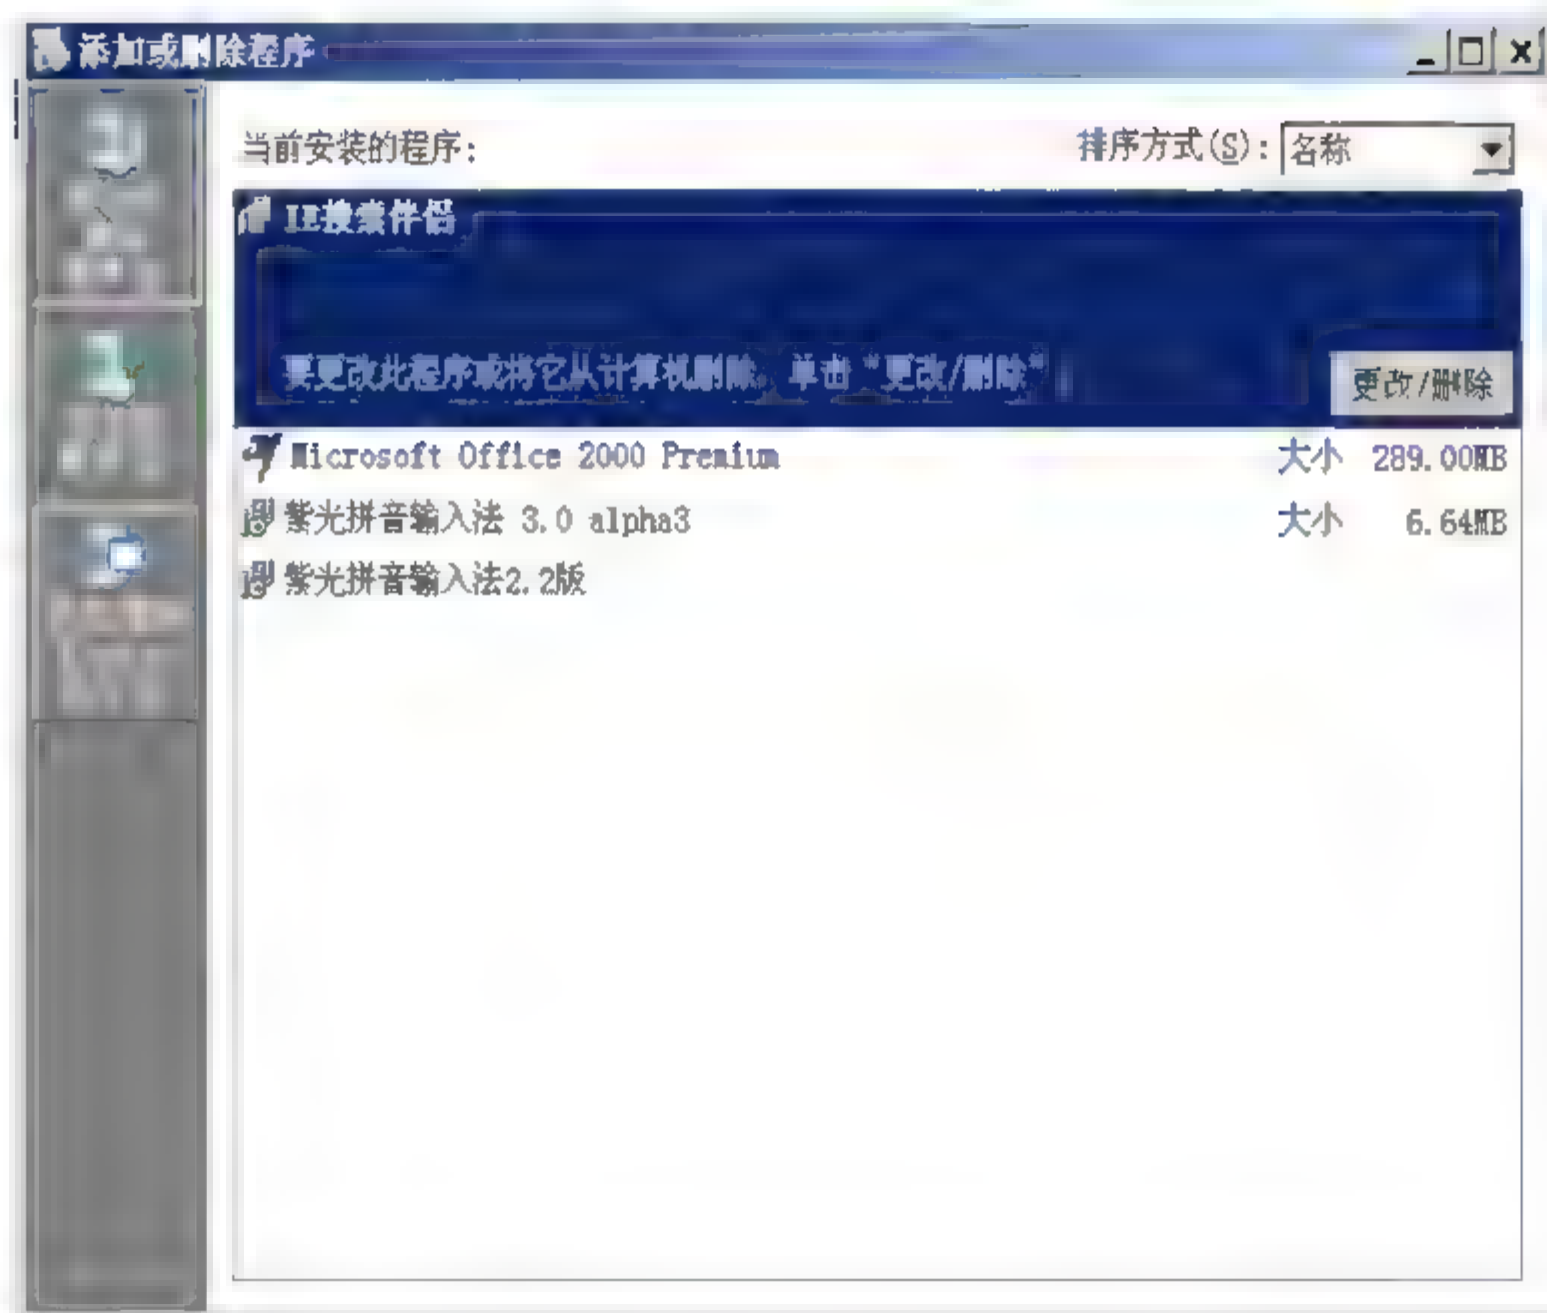 添加或删除程序
当前安装的程序:
排序方式(S): 名称
IE搜索伴侣
要更改此程序或将它从计算机删除，单击“更改/删除”
更改/删除
Microsoft Office 2000 Premium 大小 289.00MB
紫光拼音输入法 3.0 alpha3 大小 6.64MB
紫光拼音输入法2.2版